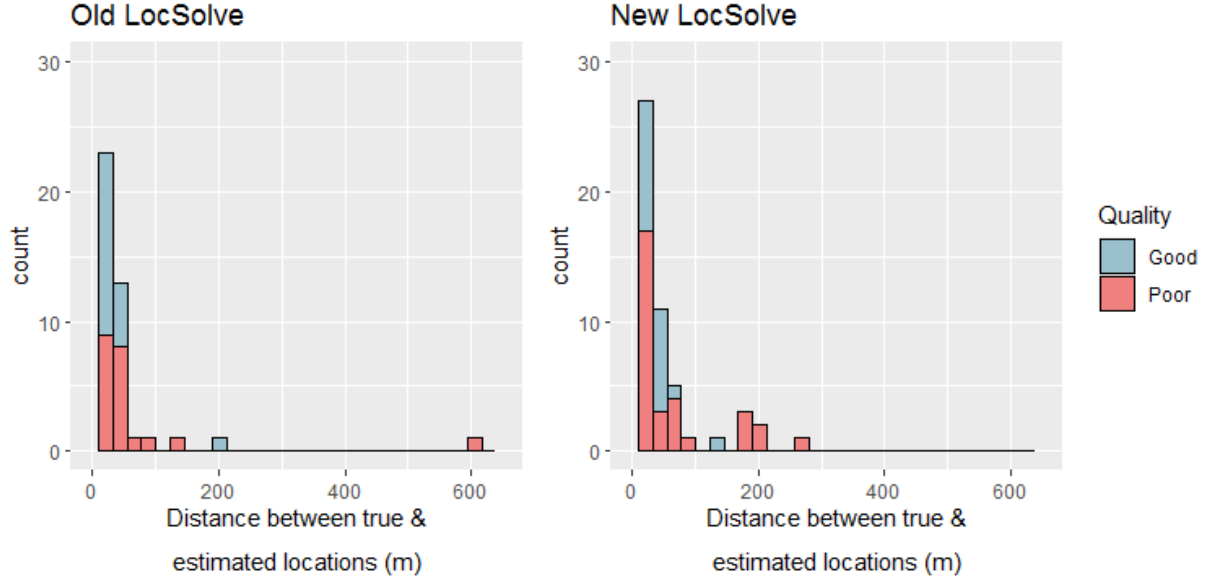 Old LocSolve
30
20
10
0
count
0 200 400 600
Distance between true &
estimated locations (m)
New LocSolve
30
20
10
0
count
0 200 400 600
Distance between true &
estimated locations (m)
Quality
Good
Poor